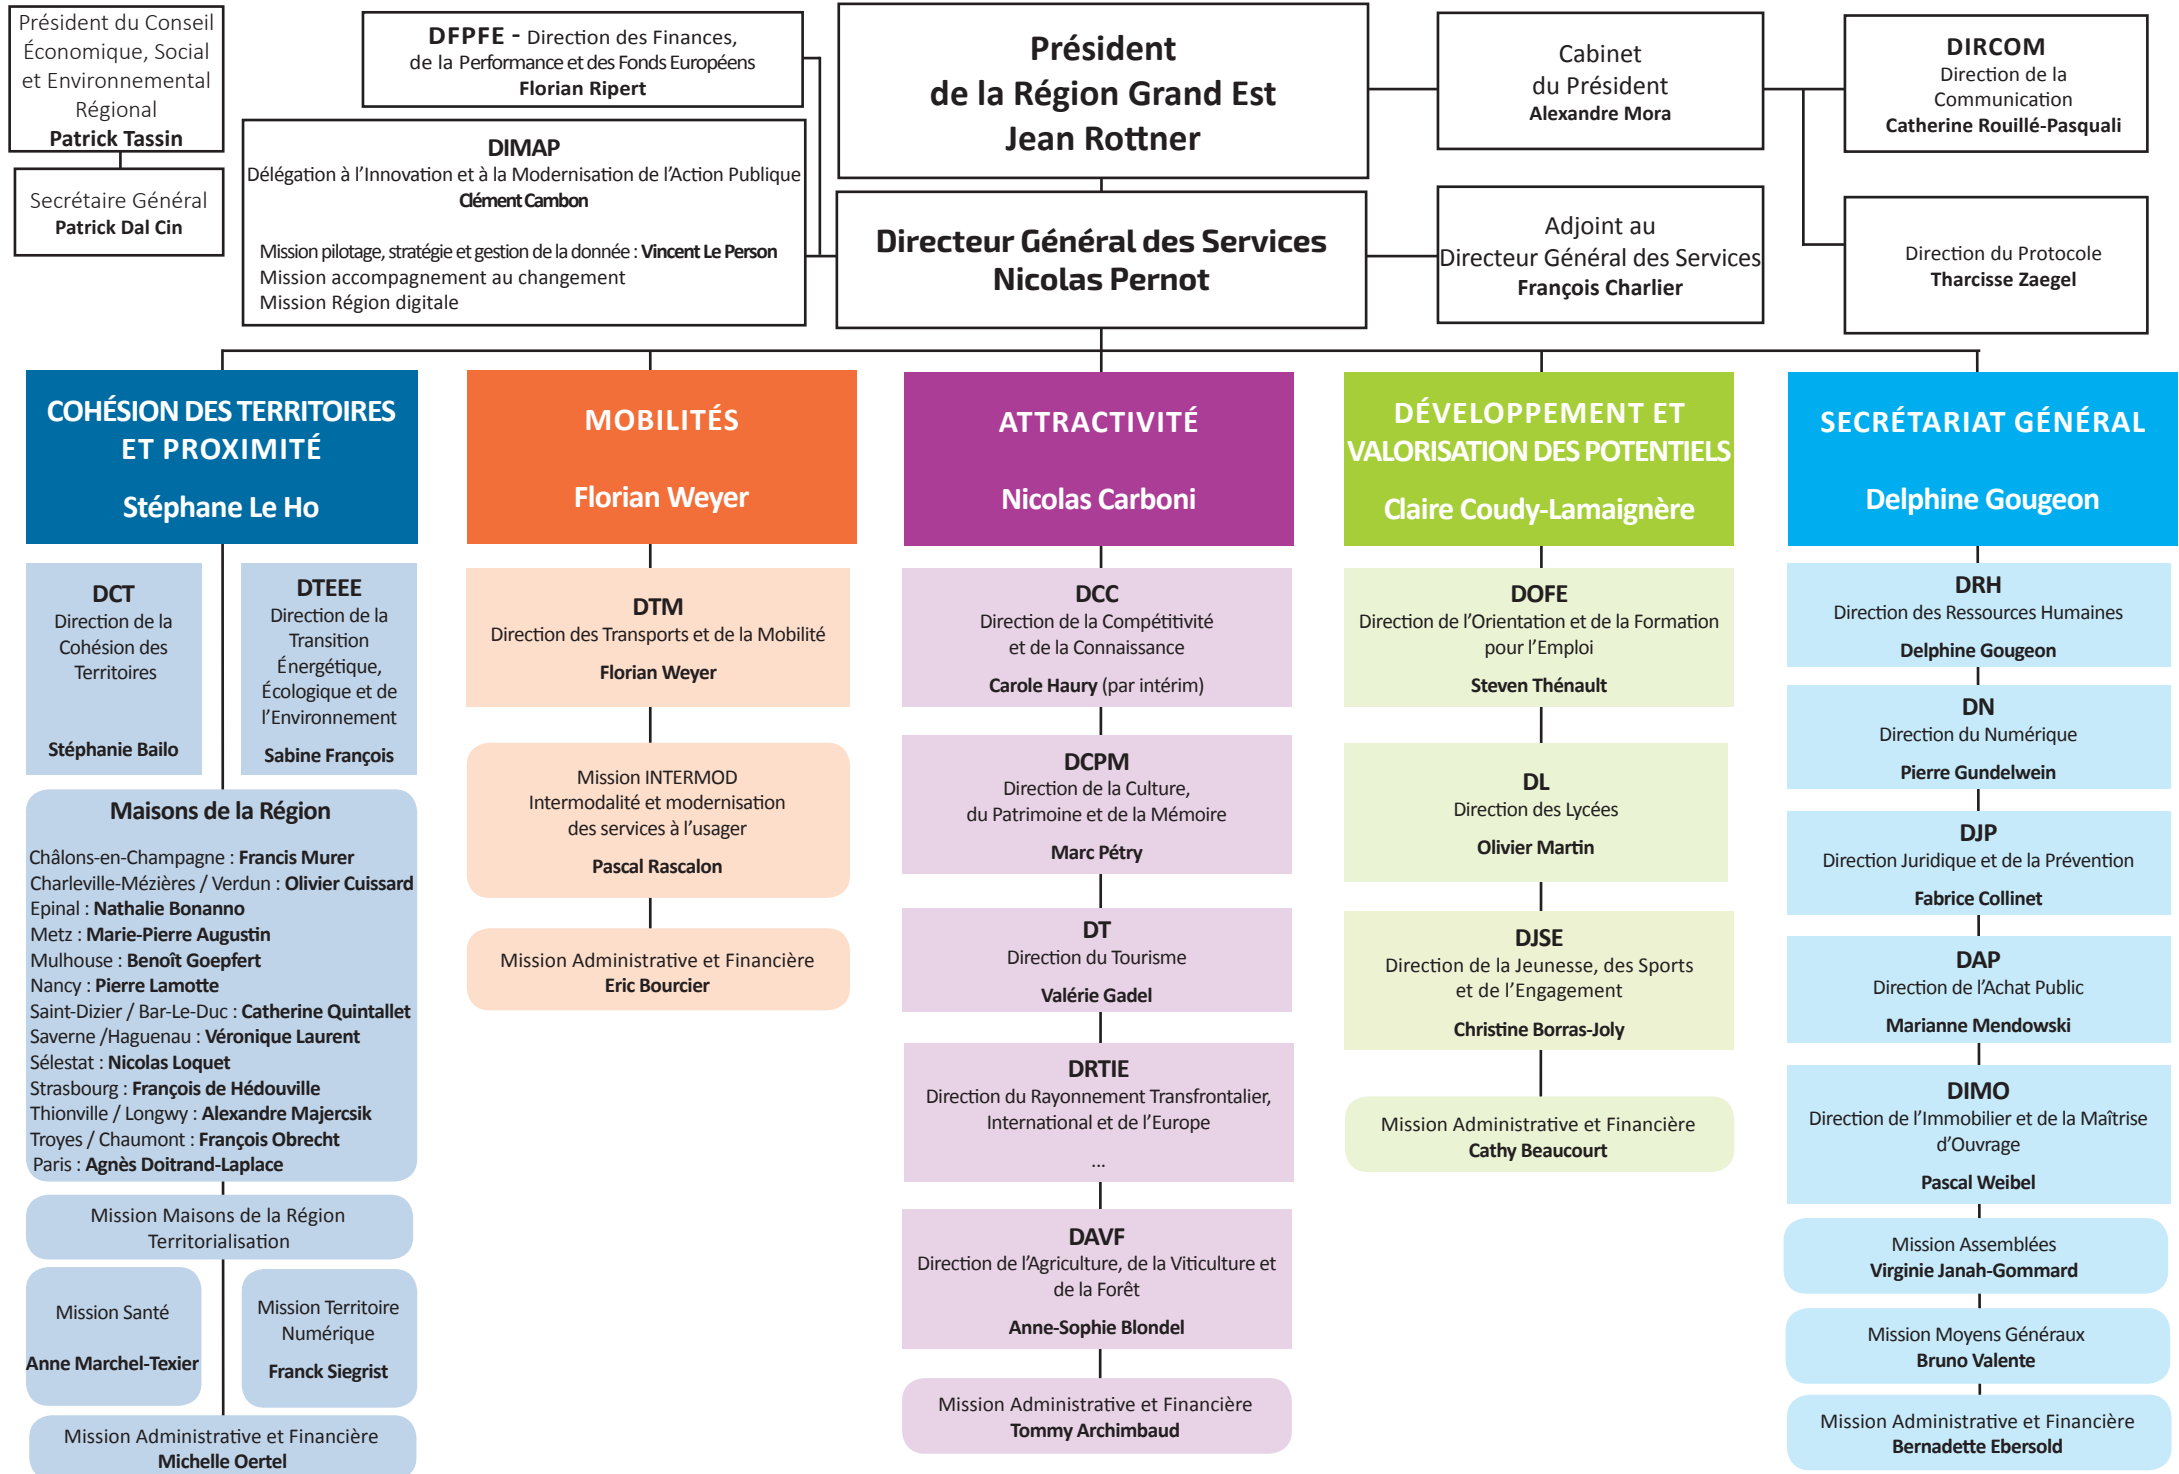 Président du Conseil
Économique, Social
et Environnemental
Régional
Patrick Tassin
Secrétaire Général
Patrick Dal Cin
DFPFE - Direction des Finances,
de la Performance et des Fonds Européens
Florian Ripert
DIMAP
Délégation à l'Innovation et à la Modernisation de l'Action Publique
Clément Cambon
Mission pilotage, stratégie et gestion de la donnée : Vincent Le Person
Mission accompagnement au changement
Mission Région digitale
Président
de la Région Grand Est
Jean Rottner
Directeur Général des Services
Nicolas Pernot
Cabinet
du Président
Alexandre Mora
Adjoint au
Directeur Général des Services
François Charlier
DIRCOM
Direction de la
Communication
Catherine Rouillé-Pasquali
Direction du Protocole
Tharcisse Zaegel
COHÉSION DES TERRITOIRES
ET PROXIMITÉ
Stéphane Le Ho
DCT
Direction de la
Cohésion des
Territoires
Stéphanie Bailo
DTEEE
Direction de la
Transition
Énergétique,
Écologique et de
l'Environnement
Sabine François
Maisons de la Région
Châlons-en-Champagne : Francis Murer
Charleville-Mézières / Verdun : Olivier Cuissard
Epinal : Nathalie Bonanno
Metz : Marie-Pierre Augustin
Mulhouse : Benoît Goepfert
Nancy : Pierre Lamotte
Saint-Dizier / Bar-Le-Duc : Catherine Quintallet
Saverne /Haguenau : Véronique Laurent
Sélestat : Nicolas Loquet
Strasbourg : François de Hédouville
Thionville / Longwy : Alexandre Majercsik
Troyes / Chaumont : François Obrecht
Paris : Agnès Doitrand-Laplace
Mission Maisons de la Région
Territorialisation
Mission Santé
Anne Marchel-Texier
Mission Territoire
Numérique
Franck Siegrist
Mission Administrative et Financière
Michelle Oertel
MOBILITÉS
Florian Weyer
DTM
Direction des Transports et de la Mobilité
Florian Weyer
Mission INTERMOD
Intermodalité et modernisation
des services à l'usager
Pascal Rascalon
Mission Administrative et Financière
Eric Bourcier
ATTRACTIVITÉ
Nicolas Carboni
DCC
Direction de la Compétitivité
et de la Connaissance
Carole Haury (par intérim)
DCPM
Direction de la Culture,
du Patrimoine et de la Mémoire
Marc Pétry
DT
Direction du Tourisme
Valérie Gadel
DRTIE
Direction du Rayonnement Transfrontalier,
International et de l'Europe
...
DAVF
Direction de l'Agriculture, de la Viticulture et
de la Forêt
Anne-Sophie Blondel
Mission Administrative et Financière
Tommy Archimbaud
DÉVELOPPEMENT ET
VALORISATION DES POTENTIELS
Claire Coudy-Lamaignère
DOFE
Direction de l'Orientation et de la Formation
pour l'Emploi
Steven Thénault
DL
Direction des Lycées
Olivier Martin
DJSE
Direction de la Jeunesse, des Sports
et de l'Engagement
Christine Borras-Joly
Mission Administrative et Financière
Cathy Beaucourt
SECRÉTARIAT GÉNÉRAL
Delphine Gougeon
DRH
Direction des Ressources Humaines
Delphine Gougeon
DN
Direction du Numérique
Pierre Gundelwein
DJP
Direction Juridique et de la Prévention
Fabrice Collinet
DAP
Direction de l'Achat Public
Marianne Mendowski
DIMO
Direction de l'Immobilier et de la Maîtrise
d'Ouvrage
Pascal Weibel
Mission Assemblées
Virginie Janah-Gommard
Mission Moyens Généraux
Bruno Valente
Mission Administrative et Financière
Bernadette Ebersold